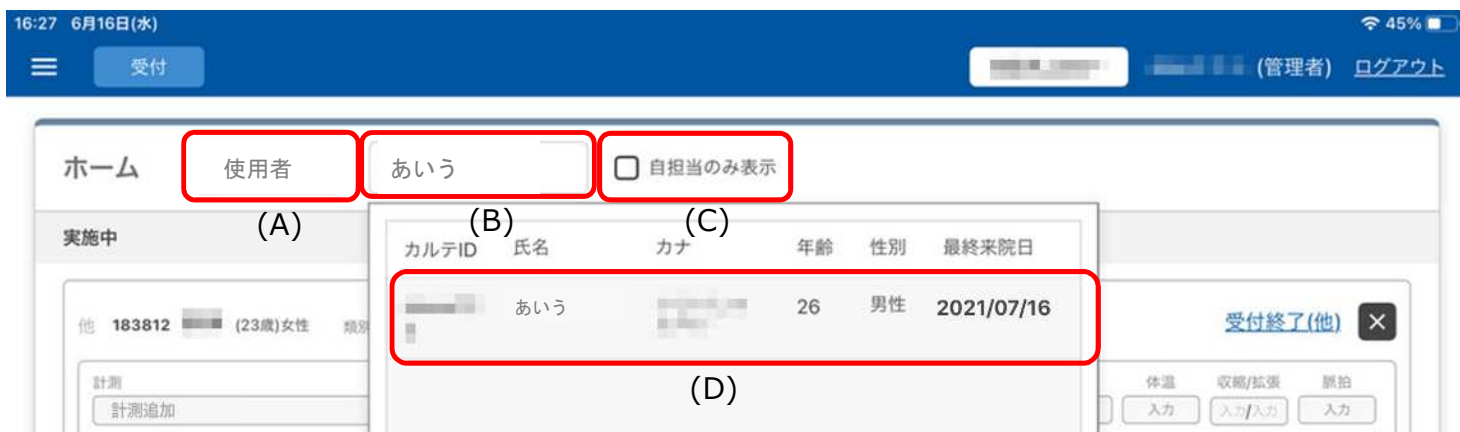 16:27 6月16日(水) 45%
受付 (管理者) ログアウト
ホーム 使用者 あいう 自担当のみ表示
(A) (B) (C)
実施中
カルテID 氏名 カナ 年齢 性別 最終来院日
あいう 26 男性 2021/07/16
他 183812 (23歳)女性 類別 受付終了(他)
(D)
計測 体温 収縮/拡張 脈拍
計測追加 入力 入力/入力 入力